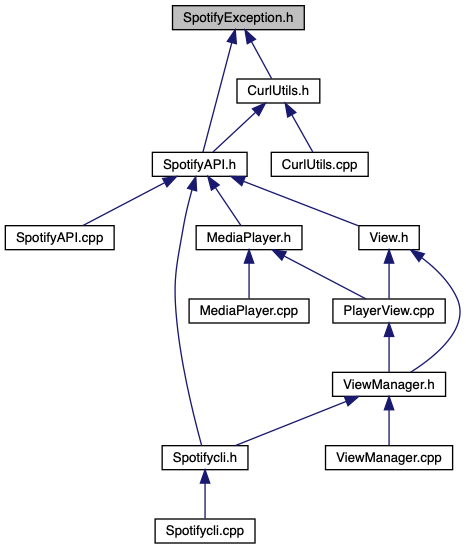 SpotifyException.h
CurlUtils.h
SpotifyAPI.h
CurlUtils.cpp
SpotifyAPI.cpp
MediaPlayer.h
View.h
MediaPlayer.cpp
PlayerView.cpp
ViewManager.h
Spotifycli.h
ViewManager.cpp
Spotifycli.cpp